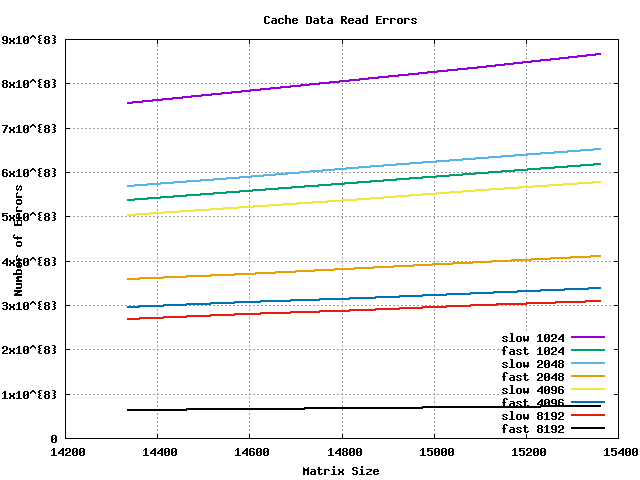 Cache Data Read Errors
9x10^{8}
8x10^{8}
7x10^{8}
6x10^{8}
5x10^{8}
4x10^{8}
3x10^{8}
2x10^{8}
1x10^{8}
0
Number of Errors
slow 1024
fast 1024
slow 2048
fast 2048
slow 4096
fast 4096
slow 8192
fast 8192
14200 14400 14600 14800 15000 15200 15400
Matrix Size